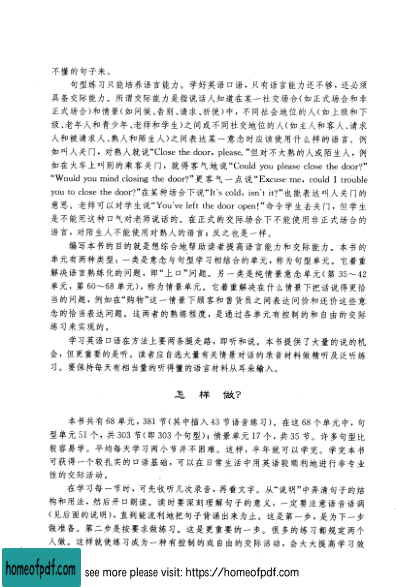 不懂的句子来。
句型练习只能培养语言能力。学好英语口语，只有语言能力还不够，还必须
具备交际能力。所谓交际能力是指说话人知道在某一社交场合(如正式场合和非
正式场合)和情景(如问候、告别、请求、祈使)中，不同社会地位的人(如上级和下
级、老年人和青少年、老师和学生)之间或不同社交地位的人(如主人和客人、请求
人和被请求人、熟人和陌生人)之间表达某一意念时应该使用什么样的语言。例
如叫人关门，对熟人就说“Close the door, please.”但对不大熟的人或陌生人，例
如在火车上叫别的乘客关门，就得客气地说“Could you please close the door?”
“Would you mind closing the door?”更客气一点说“Excuse me, could I trouble
you to close the door?”在某种场合下说“It's cold, isn't it?”也能表达叫人关门的
意思。老师可以对学生说“You've left the door open!”命令学生去关门，但学生
是不能用这种口气对老师说话的。在正式的交际场合下不能使用非正式场合的
语言，对陌生人不能使用对熟人的语言；反之也是一样。
编写本书的目的就是想综合地帮助读者提高语言能力和交际能力。本书的
单元有两种类型：一类是意念与句型学习相结合的单元，称为句型单元。它着重
解决语言熟练化的问题，即“上口”问题。另一类是纯情景意念单元(第 35～42
单元，第 60～68 单元)，称为情景单元。它着重解决在什么情景下把话说得更恰
当的问题，例如在“购物”这一情景下顾客和售货员之间表达问价和还价这些意
念的恰当表达问题。这两者的熟练程度，是通过各单元有控制的和自由的交际
练习来实现的。
学习英语口语在方法上要两条腿走路，即听和说。本书提供了大量的说的机
会，但更重要的是听。读者应自选大量有关情景对话的录音材料做精听及泛听练
习。要保持每天有相当量的听得懂的语言材料从耳朵输入。
怎样做?
本书共有 68 单元，381 节(其中插入 43 节语音练习)。在这 68 个单元中，句
型单元 51 个，共 303 节(即 303 个句型)；情景单元 17 个，共 35 节。许多句型比
较容易学。平均每天学习两小节并不困难。这样，半年就可以学完。学完本书
可获得一个较扎实的口语基础，可以在日常生活中用英语较顺利地进行非专业
性的交际活动。
在学习每一节时，可先收听几次录音，再看文字。从“说明”中弄清句子的结
构和用法，然后开口朗读。读时要深刻理解句子的意义，一定要注意语音语调
(见后面的说明)，直到能流利地把句子背诵出来为止。这是第一步，是为下一步
做准备。第二步是按要求做练习。这是更重要的一步。很多的练习都规定两个
人做。这样就使练习成为一种有控制的或自由的交际活动，会大大提高学习效
homeofpdf.com
see more please visit: https://homeofpdf.com